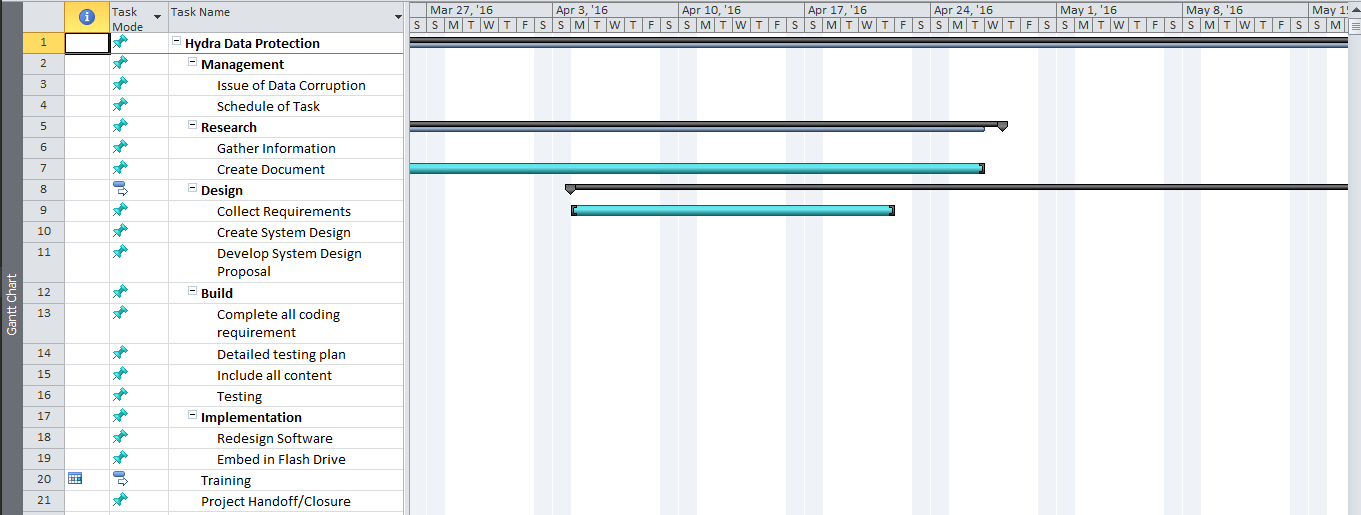 Task Mode
Task Name
Mar 27, '16 Apr 3, '16 Apr 10, '16 Apr 17, '16 Apr 24, '16 May 1, '16 May 8, '16 May 1
S S M T W T F S S M T W T F S S M T W T F S S M T W T F S S M T W T F S S M T W T F S S M T W T F S S M
1 Hydra Data Protection
2 Management
3 Issue of Data Corruption
4 Schedule of Task
5 Research
6 Gather Information
7 Create Document
8 Design
9 Collect Requirements
10 Create System Design
11 Develop System Design
Proposal
12 Build
13 Complete all coding
requirement
14 Detailed testing plan
15 Include all content
16 Testing
17 Implementation
18 Redesign Software
19 Embed in Flash Drive
20 Training
21 Project Handoff/Closure
Gantt Chart